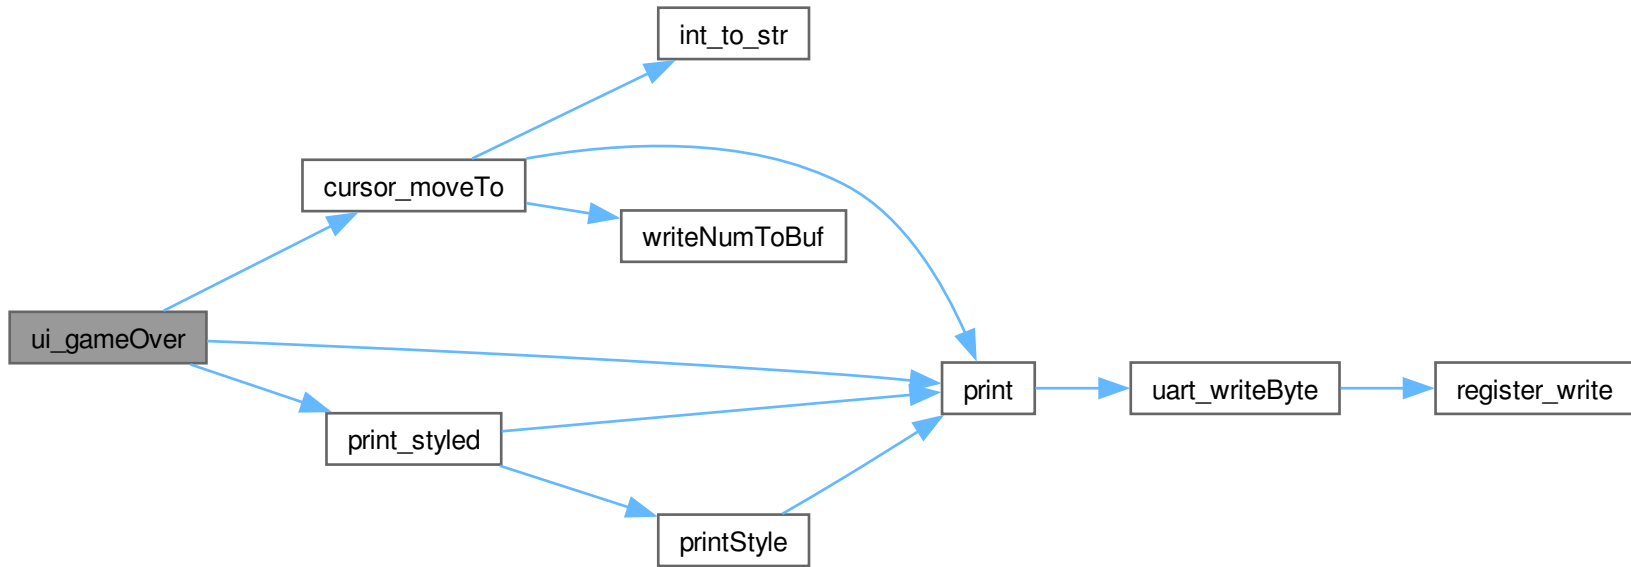 int_to_str
cursor_moveTo
writeNumToBuf
ui_gameOver
print
uart_writeByte
register_write
print_styled
printStyle